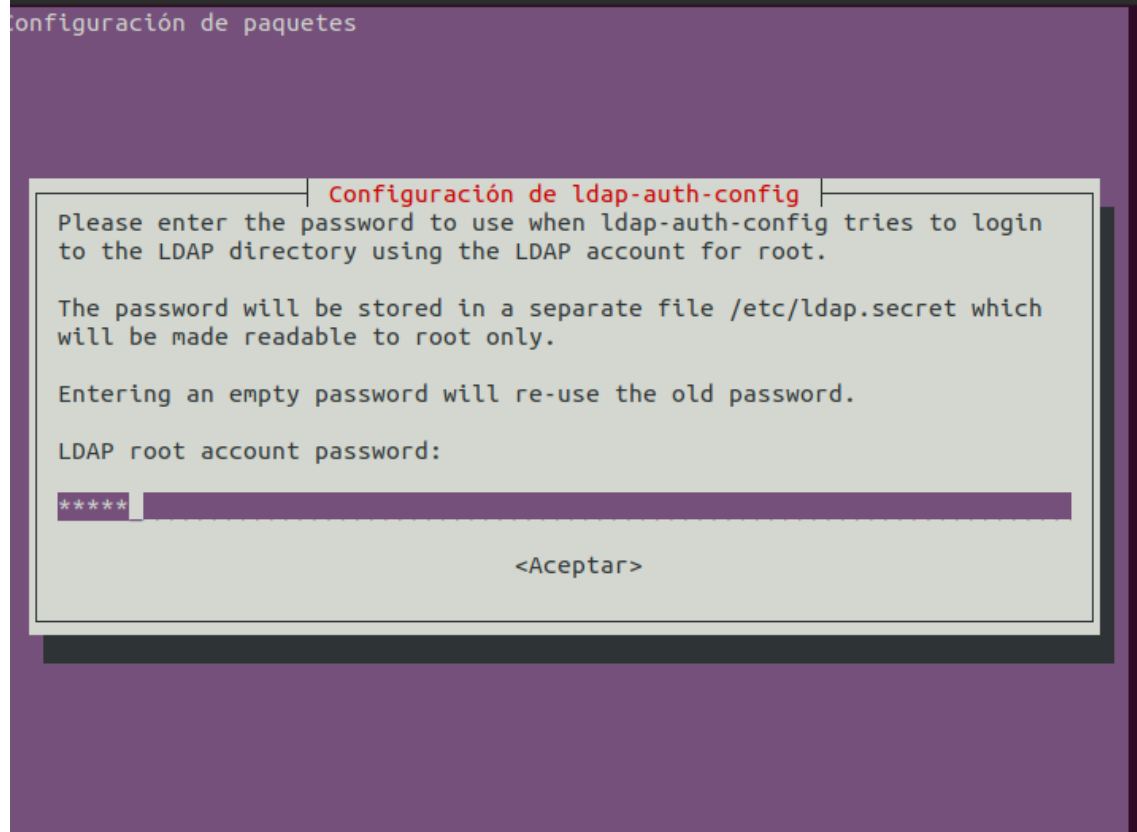 Configuración de paquetes
Configuración de ldap-auth-config
Please enter the password to use when ldap-auth-config tries to login
to the LDAP directory using the LDAP account for root.
The password will be stored in a separate file /etc/ldap.secret which
will be made readable to root only.
Entering an empty password will re-use the old password.
LDAP root account password:
*****_
<Aceptar>